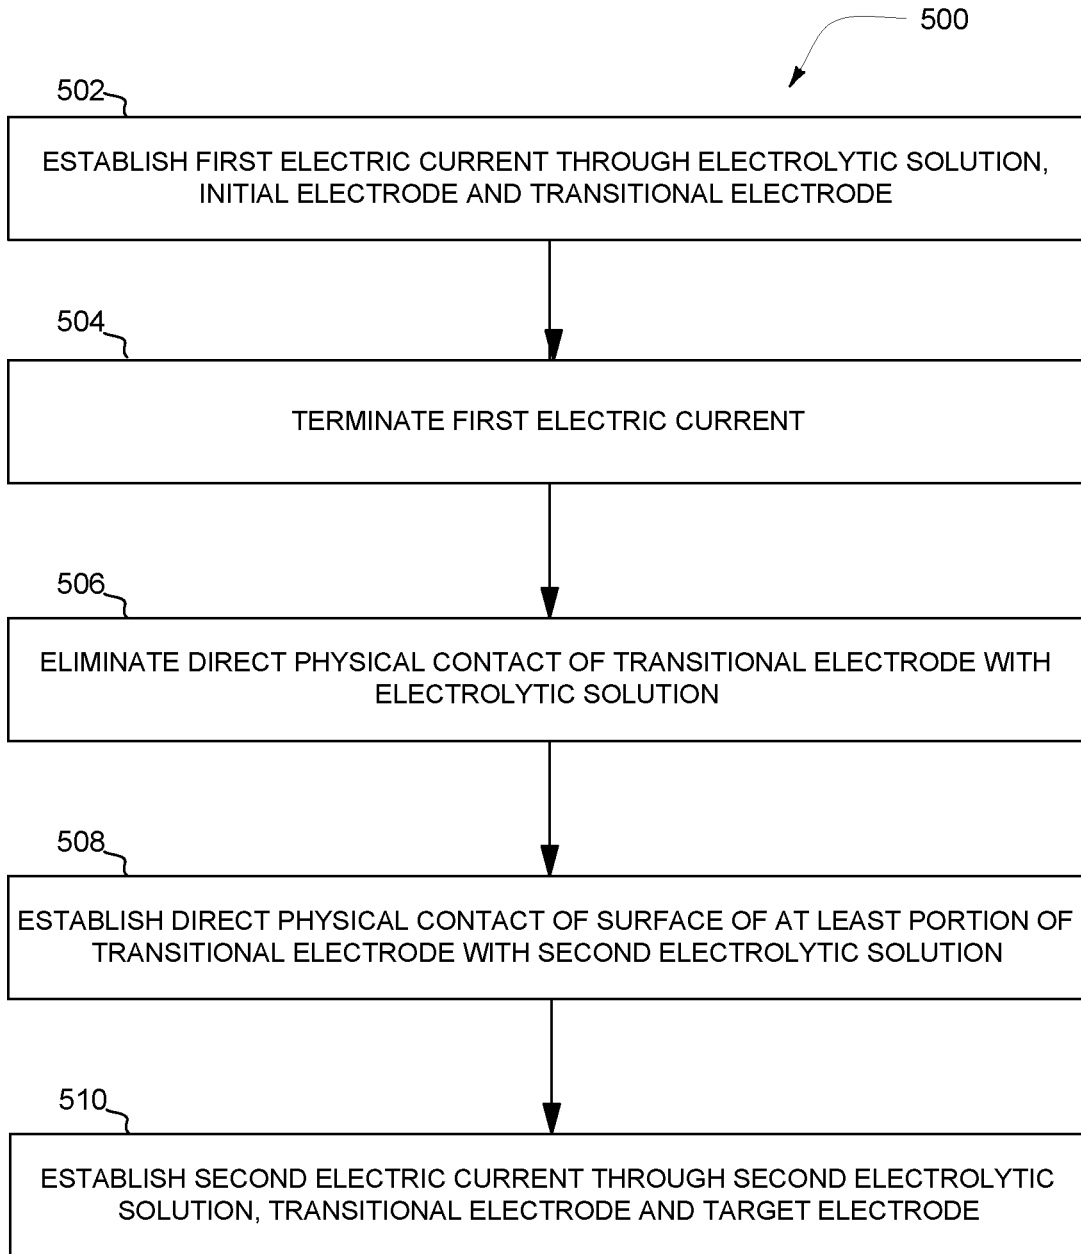 500
502
ESTABLISH FIRST ELECTRIC CURRENT THROUGH ELECTROLYTIC SOLUTION,
INITIAL ELECTRODE AND TRANSITIONAL ELECTRODE
504
TERMINATE FIRST ELECTRIC CURRENT
506
ELIMINATE DIRECT PHYSICAL CONTACT OF TRANSITIONAL ELECTRODE WITH
ELECTROLYTIC SOLUTION
508
ESTABLISH DIRECT PHYSICAL CONTACT OF SURFACE OF AT LEAST PORTION OF
TRANSITIONAL ELECTRODE WITH SECOND ELECTROLYTIC SOLUTION
510
ESTABLISH SECOND ELECTRIC CURRENT THROUGH SECOND ELECTROLYTIC
SOLUTION, TRANSITIONAL ELECTRODE AND TARGET ELECTRODE